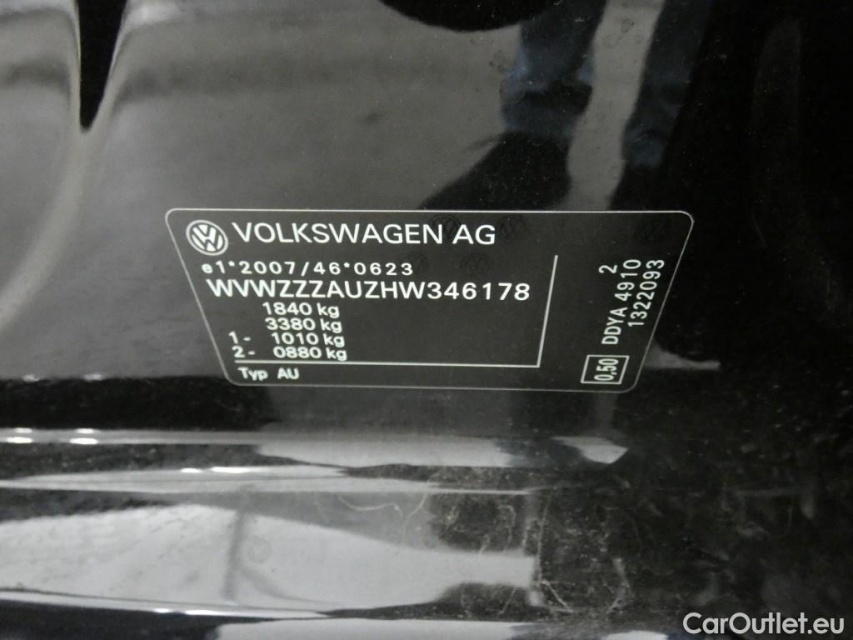 VOLKSWAGEN AG
e1*2007/46*0623
WVWZZZAUZHW346178
1840 kg
3380 kg
1- 1010 kg
2- 0880 kg
Typ AU
2
DDYA 4910
1322093
0,50
CarOutlet.eu